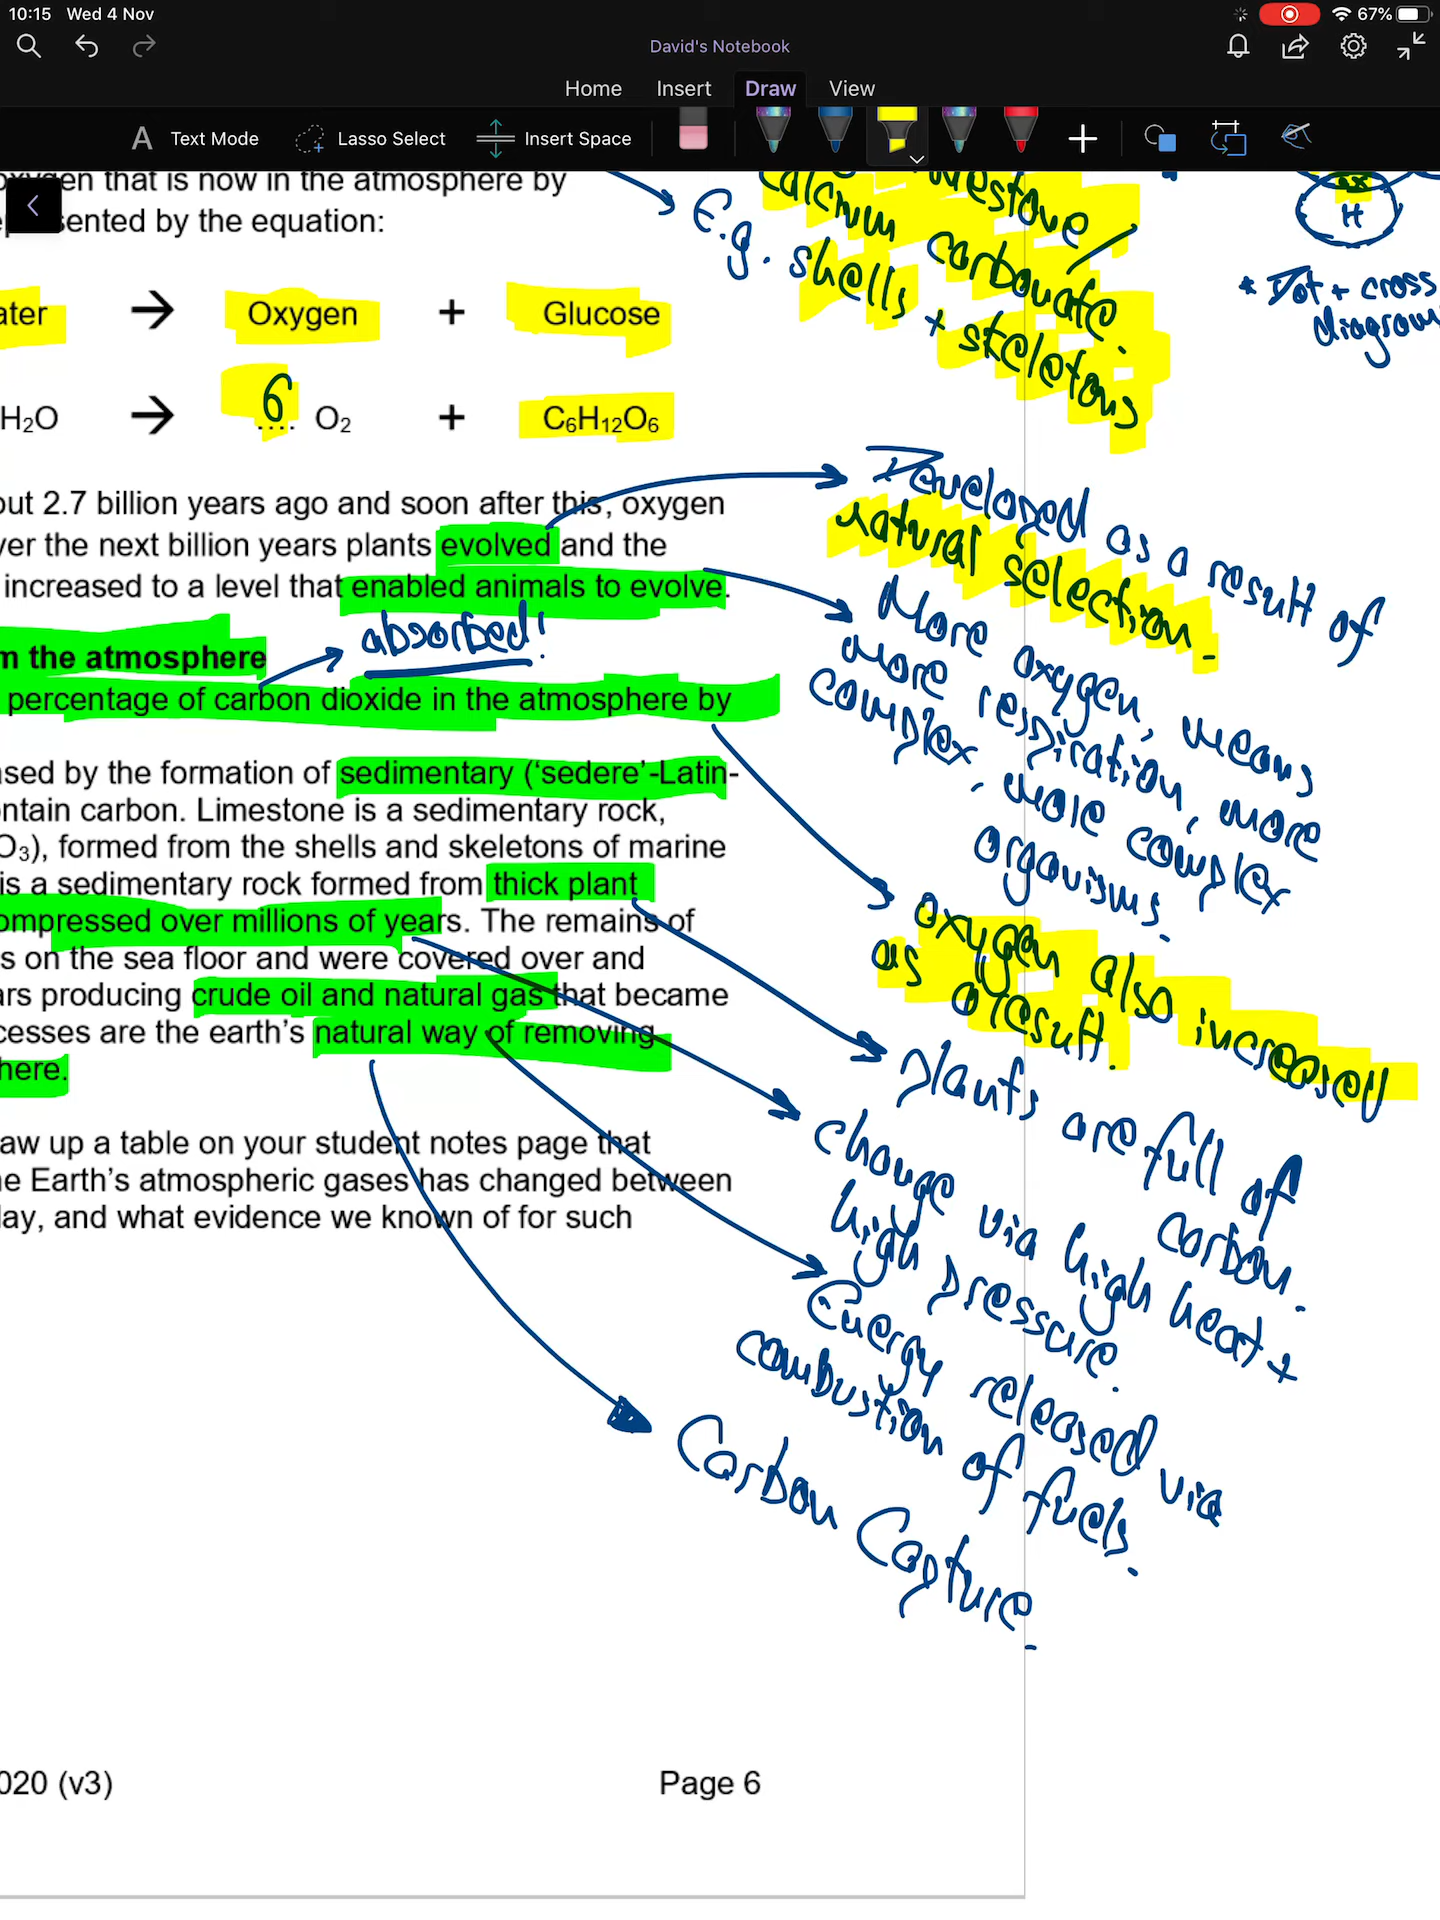 10:15 Wed 4 Nov
67%
David's Notebook
Home Insert Draw View
Text Mode Lasso Select Insert Space
oxygen that is now in the atmosphere by
sented by the equation:
ater → Oxygen + Glucose
H₂O → 6 .... O₂ + C₆H₁₂O₆
out 2.7 billion years ago and soon after this, oxygen
ver the next billion years plants evolved and the
increased to a level that enabled animals to evolve.
absorbed!
m the atmosphere
percentage of carbon dioxide in the atmosphere by
ased by the formation of sedimentary ('sedere'-Latin-
ontain carbon. Limestone is a sedimentary rock,
O₃), formed from the shells and skeletons of marine
is a sedimentary rock formed from thick plant
ompressed over millions of years. The remains of
s on the sea floor and were covered over and
ars producing crude oil and natural gas that became
cesses are the earth's natural way of removing
here.
aw up a table on your student notes page that
e Earth's atmospheric gases has changed between
day, and what evidence we known of for such
020 (v3)
Page 6
E.g.
limestone/
calcium carbonate.
shells + skeletons
H
* Dot + cross
diagram
Developed as a result of
natural selection.
More oxygen, means
more respiration, more
complex, more complex
organisms.
oxygen also increased
as a result.
plants are full of
carbon.
change via high heat +
high pressure.
Energy released via
combustion of fuels.
Carbon Capture.